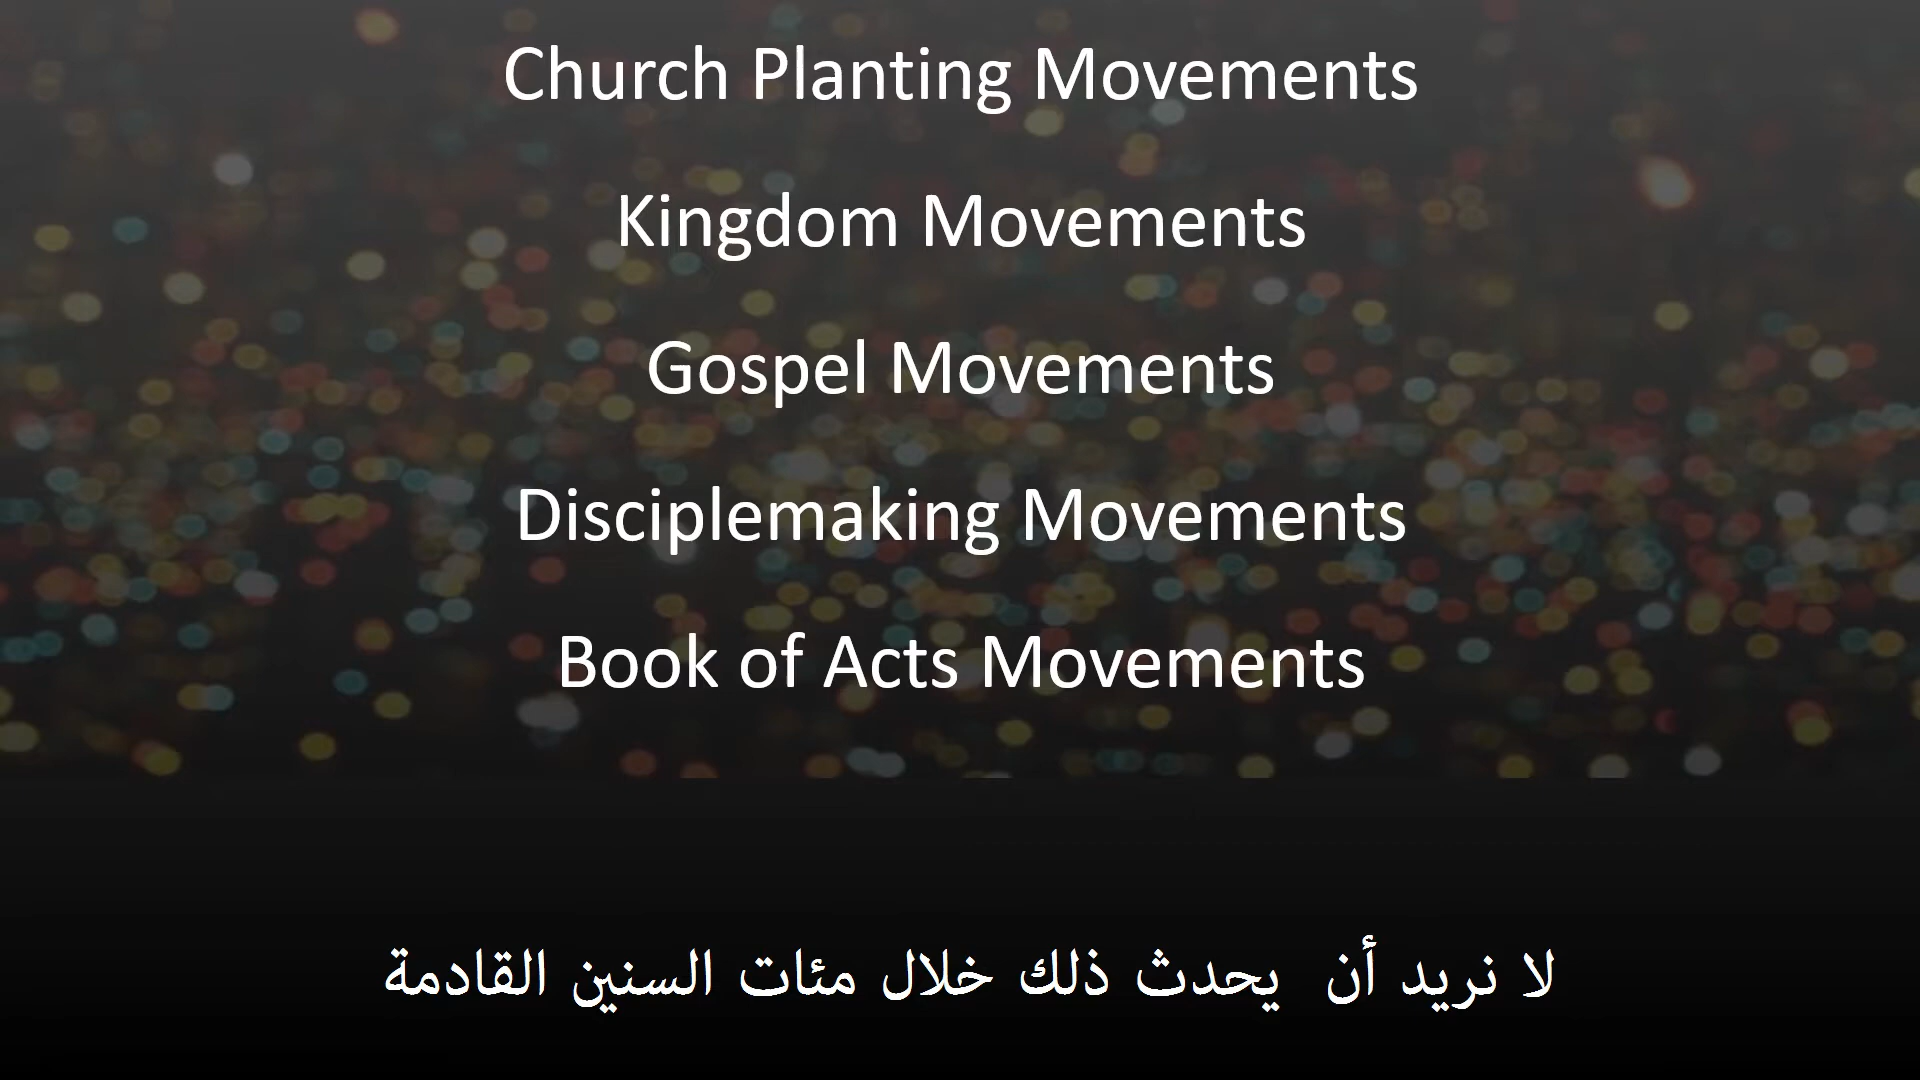 Church Planting Movements
Kingdom Movements
Gospel Movements
Disciplemaking Movements
Book of Acts Movements
لا نريد أن  يحدث ذلك خلال مئات السنين القادمة